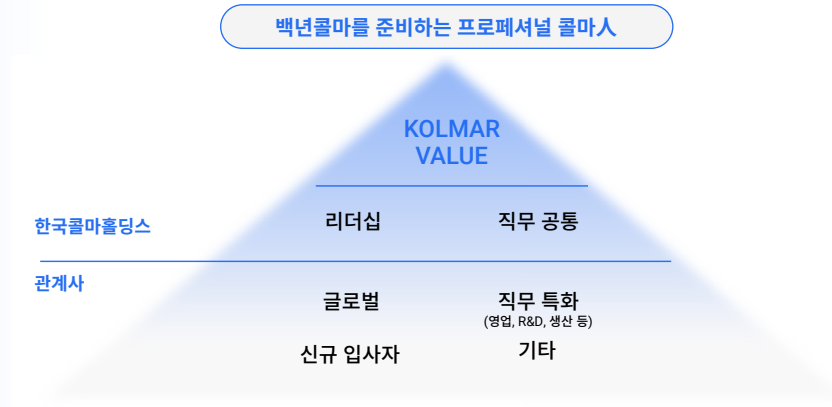 백년콜마를 준비하는 프로페셔널 콜마人
KOLMAR
VALUE
한국콜마홀딩스
리더십 직무 공통
관계사
글로벌 직무 특화
(영업, R&D, 생산 등)
신규 입사자 기타